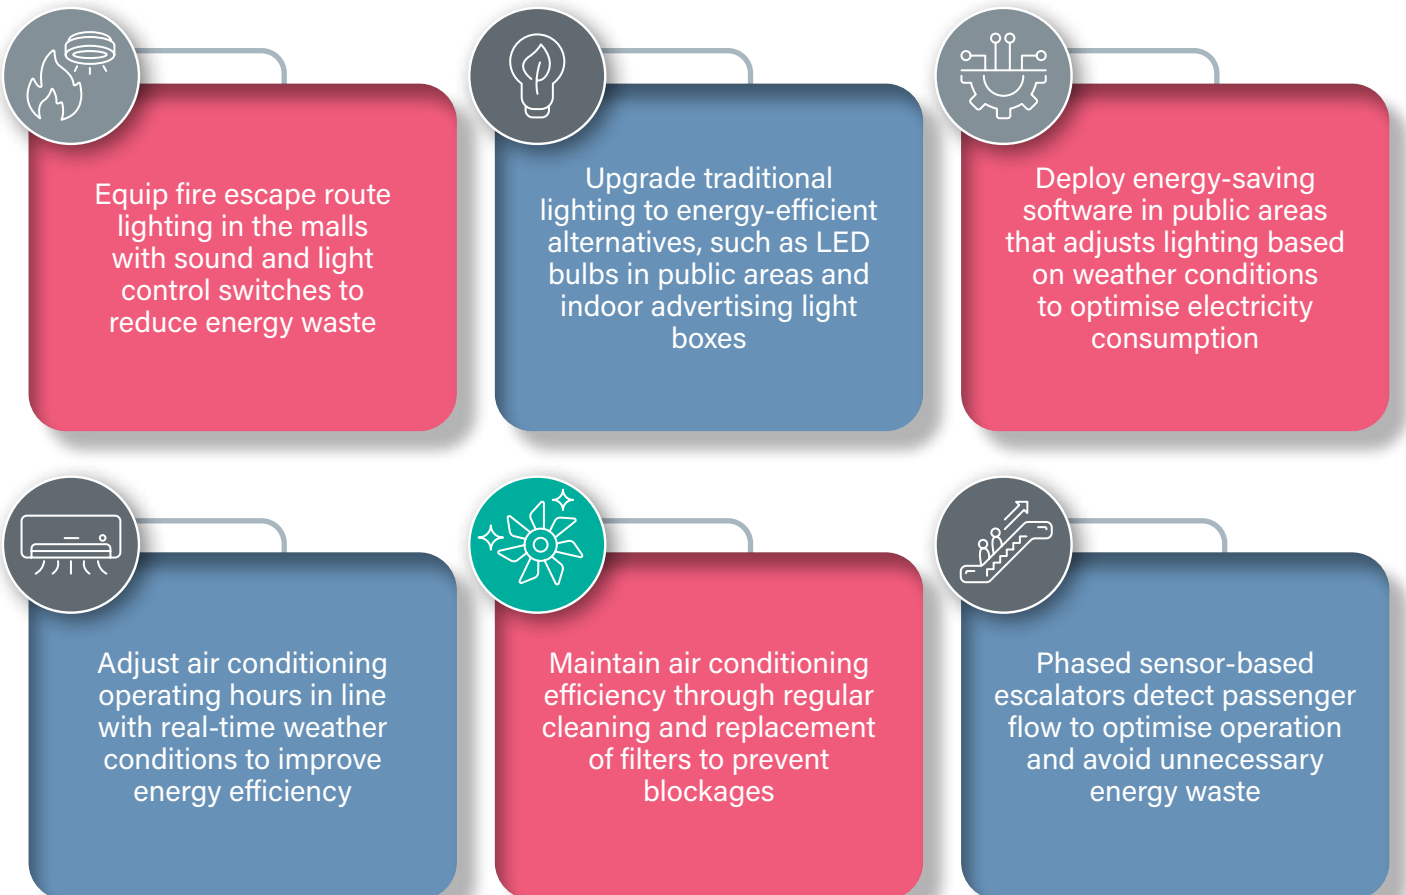 Equip fire escape route
lighting in the malls
with sound and light
control switches to
reduce energy waste
Upgrade traditional
lighting to energy-efficient
alternatives, such as LED
bulbs in public areas and
indoor advertising light
boxes
Deploy energy-saving
software in public areas
that adjusts lighting based
on weather conditions
to optimise electricity
consumption
Adjust air conditioning
operating hours in line
with real-time weather
conditions to improve
energy efficiency
Maintain air conditioning
efficiency through regular
cleaning and replacement
of filters to prevent
blockages
Phased sensor-based
escalators detect passenger
flow to optimise operation
and avoid unnecessary
energy waste